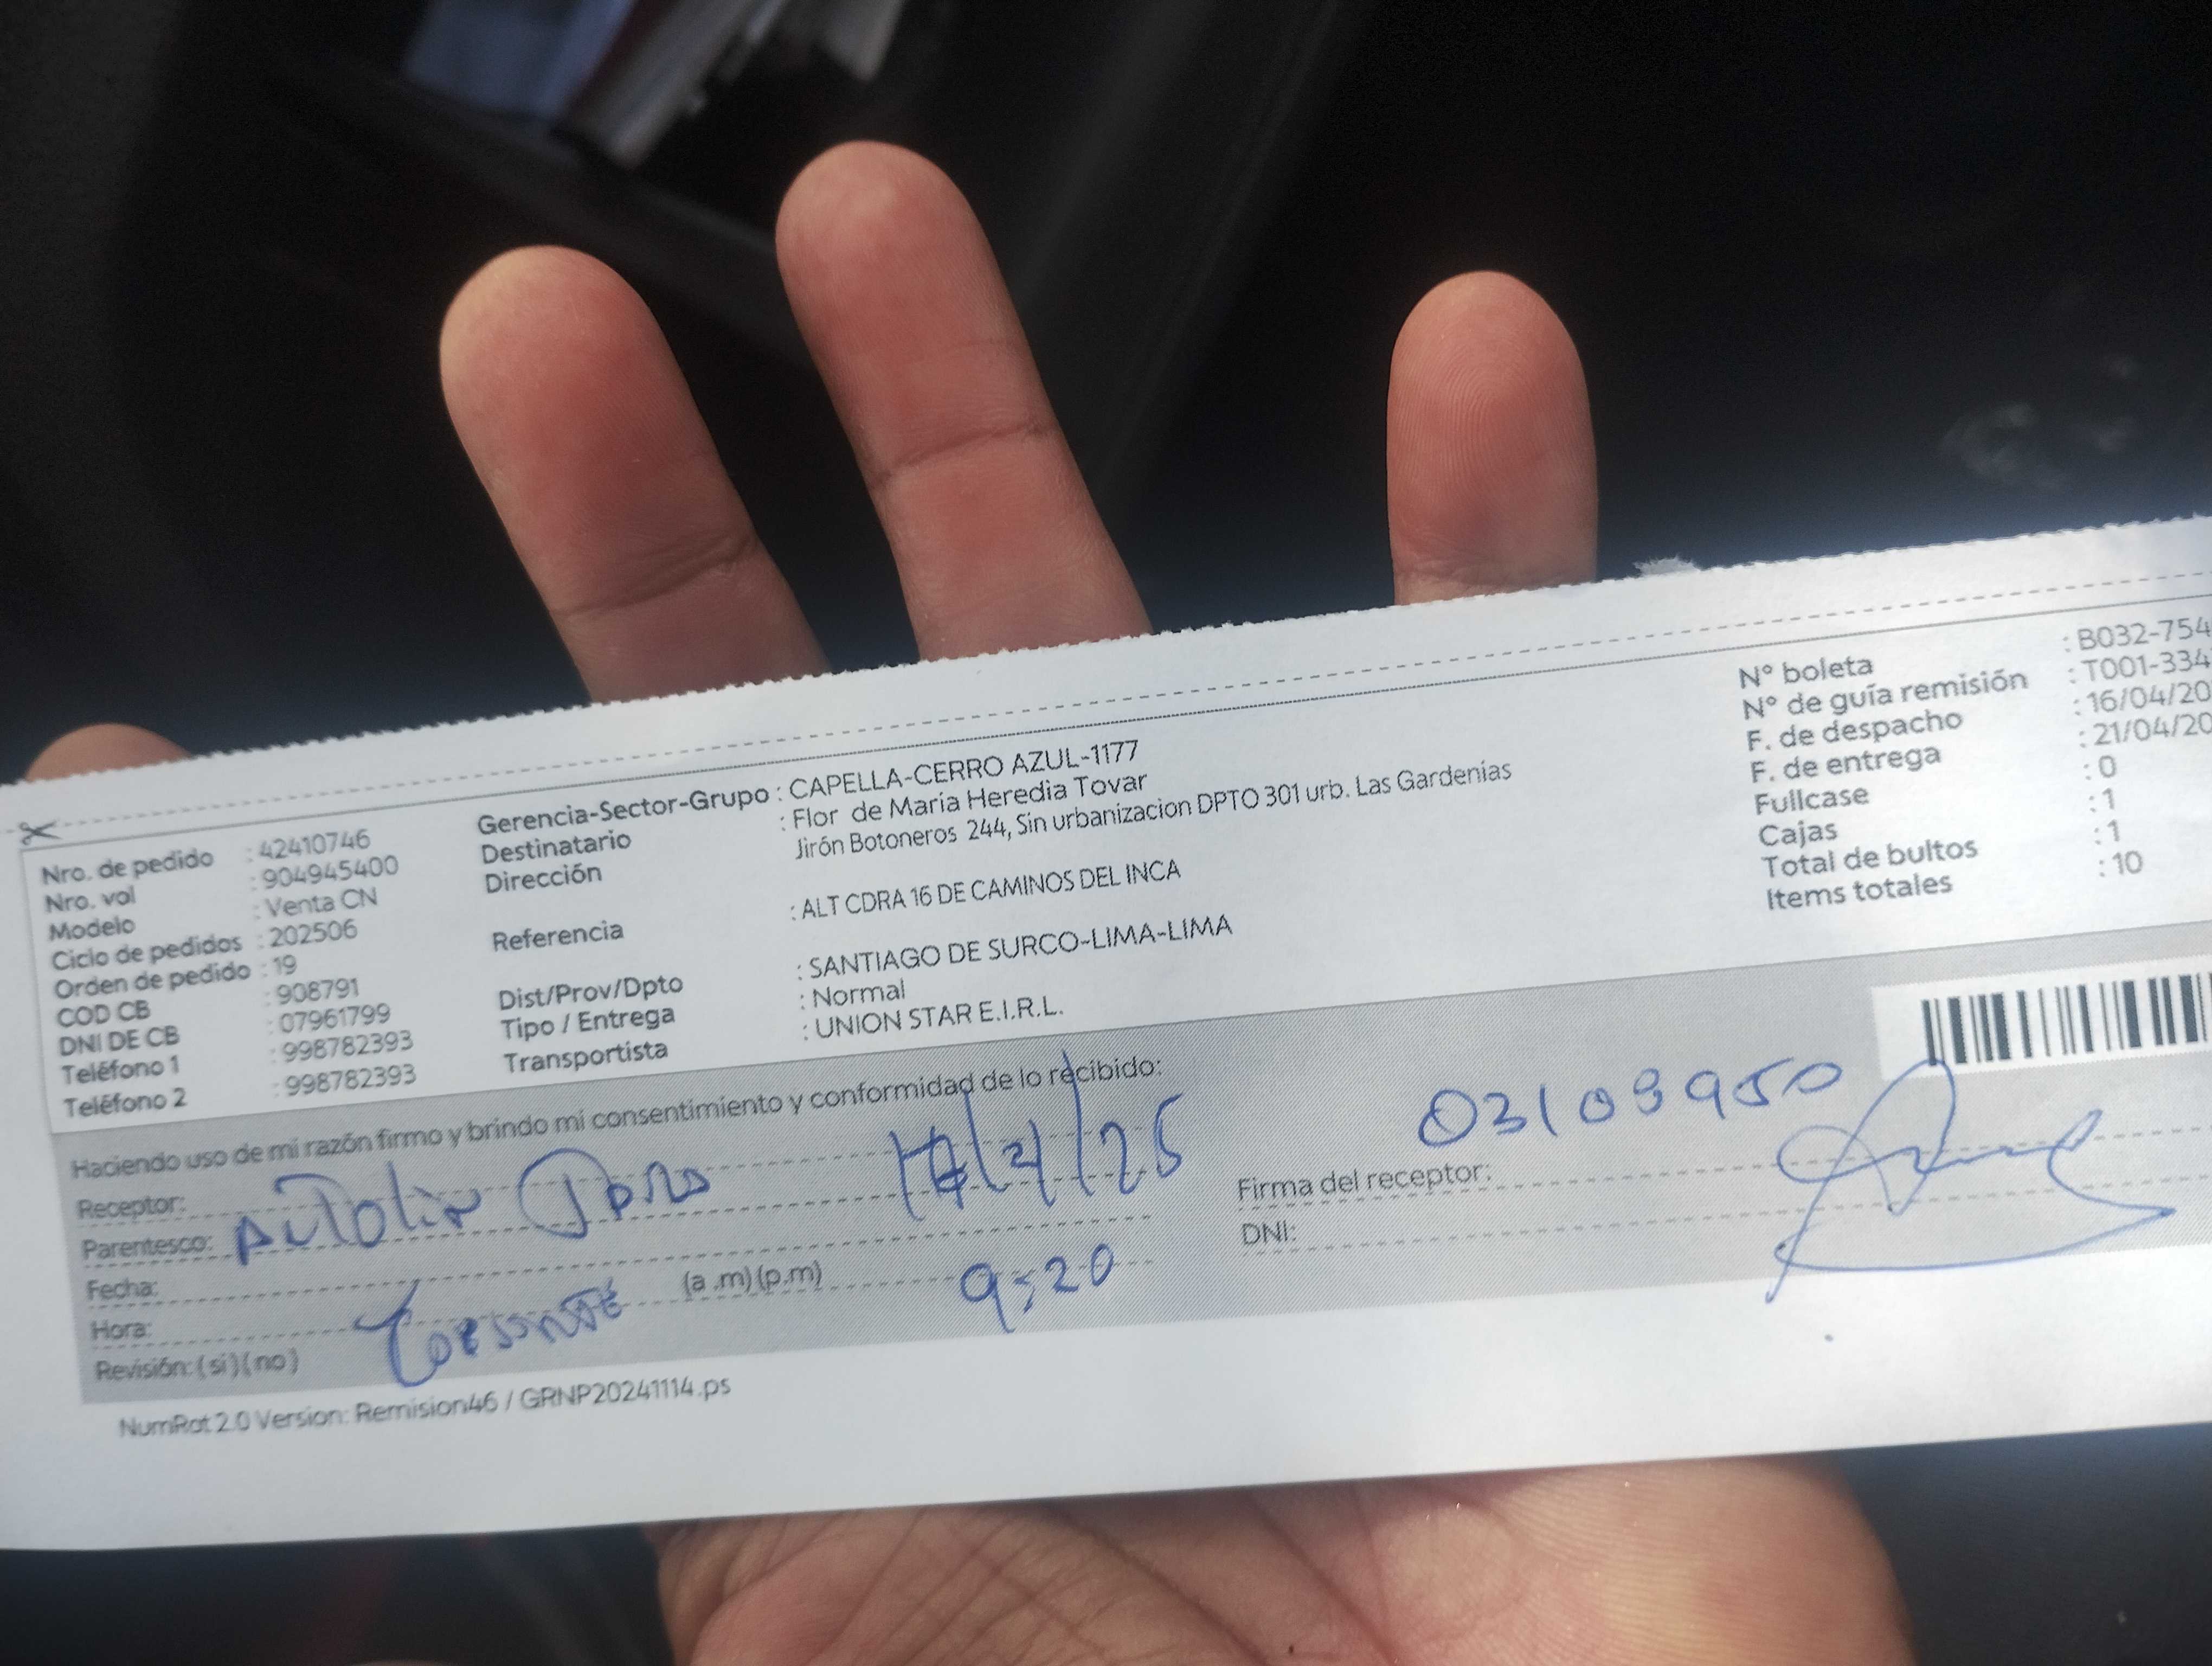 Nro. de pedido : 42410746
Nro. vol : 904945400
Modelo : Venta CN
Ciclo de pedidos : 202506
Orden de pedido : 19
COD CB : 908791
DNI DE CB : 07961799
Teléfono 1 : 998782393
Teléfono 2 : 998782393
Gerencia-Sector-Grupo : CAPELLA-CERRO AZUL-1177
Destinatario : Flor de María Heredia Tovar
Dirección Jirón Botoneros 244, Sin urbanizacion DPTO 301 urb. Las Gardenias
Referencia : ALT CDRA 16 DE CAMINOS DEL INCA
Dist/Prov/Dpto : SANTIAGO DE SURCO-LIMA-LIMA
Tipo / Entrega : Normal
Transportista : UNION STAR E.I.R.L.
N° boleta : B032-754
N° de guía remisión : T001-334
F. de despacho : 16/04/20
F. de entrega : 21/04/20
Fullcase : 0
Cajas : 1
Total de bultos : 1
Items totales : 10
Haciendo uso de mi razón firmo y brindo mi consentimiento y conformidad de lo recibido:
Receptor:
Parentesco:
Fecha:
Hora: (a.m)(p.m) 9:20
Revisión: (si)(no)
03109950
Firma del receptor:
DNI:
NumRot 2.0 Version: Remision46 / GRNP20241114.ps